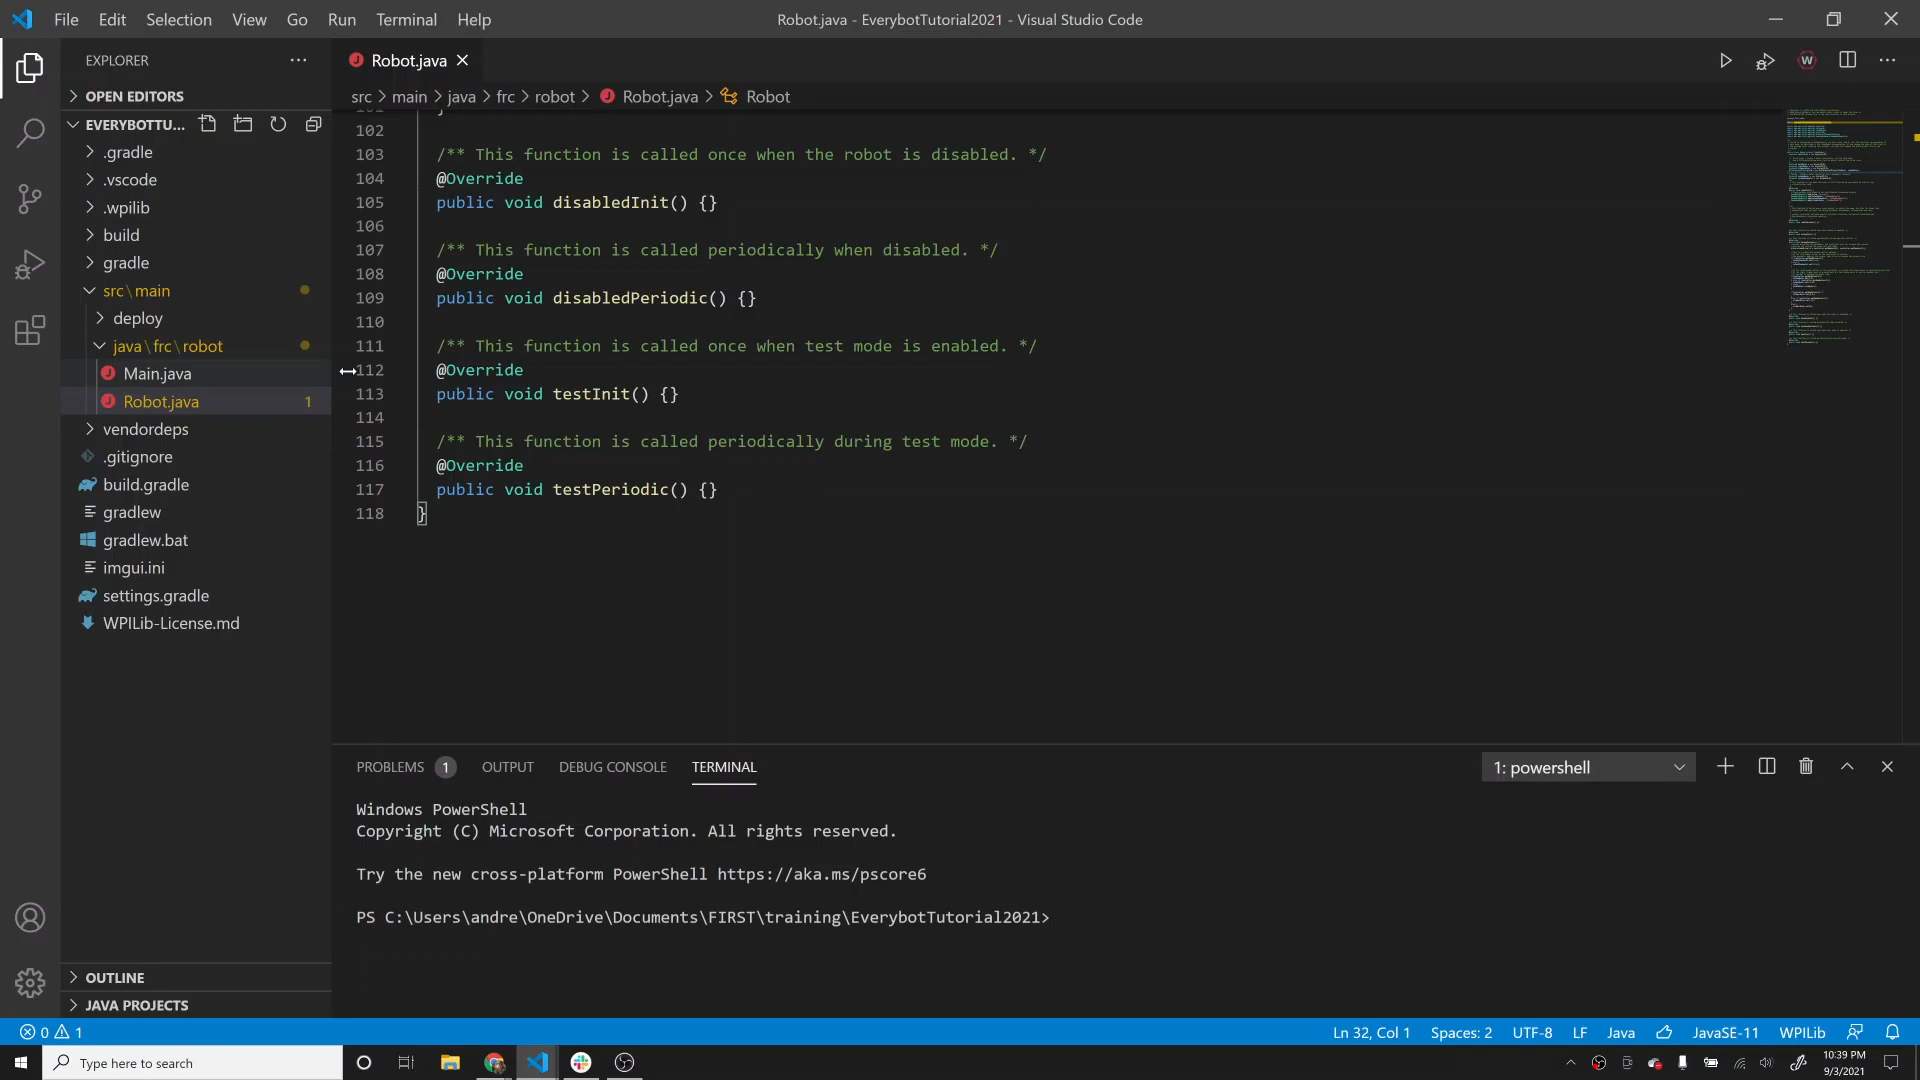 File Edit Selection View Go Run Terminal Help
Robot.java - EverybotTutorial2021 - Visual Studio Code
EXPLORER
OPEN EDITORS
EVERYBOTTU...
.gradle
.vscode
.wpilib
build
gradle
src\main
deploy
java\frc\robot
Main.java
Robot.java 1
vendordeps
.gitignore
build.gradle
gradlew
gradlew.bat
imgui.ini
settings.gradle
WPILib-License.md
OUTLINE
JAVA PROJECTS
Robot.java
src > main > java > frc > robot > Robot.java > Robot
102
103 /** This function is called once when the robot is disabled. */
104 @Override
105 public void disabledInit() {}
106
107 /** This function is called periodically when disabled. */
108 @Override
109 public void disabledPeriodic() {}
110
111 /** This function is called once when test mode is enabled. */
112 @Override
113 public void testInit() {}
114
115 /** This function is called periodically during test mode. */
116 @Override
117 public void testPeriodic() {}
118 }
PROBLEMS 1 OUTPUT DEBUG CONSOLE TERMINAL 1: powershell
Windows PowerShell
Copyright (C) Microsoft Corporation. All rights reserved.
Try the new cross-platform PowerShell https://aka.ms/pscore6
PS C:\Users\andre\OneDrive\Documents\FIRST\training\EverybotTutorial2021>
0 1 Ln 32, Col 1 Spaces: 2 UTF-8 LF Java JavaSE-11 WPILib
Type here to search
10:39 PM
9/3/2021